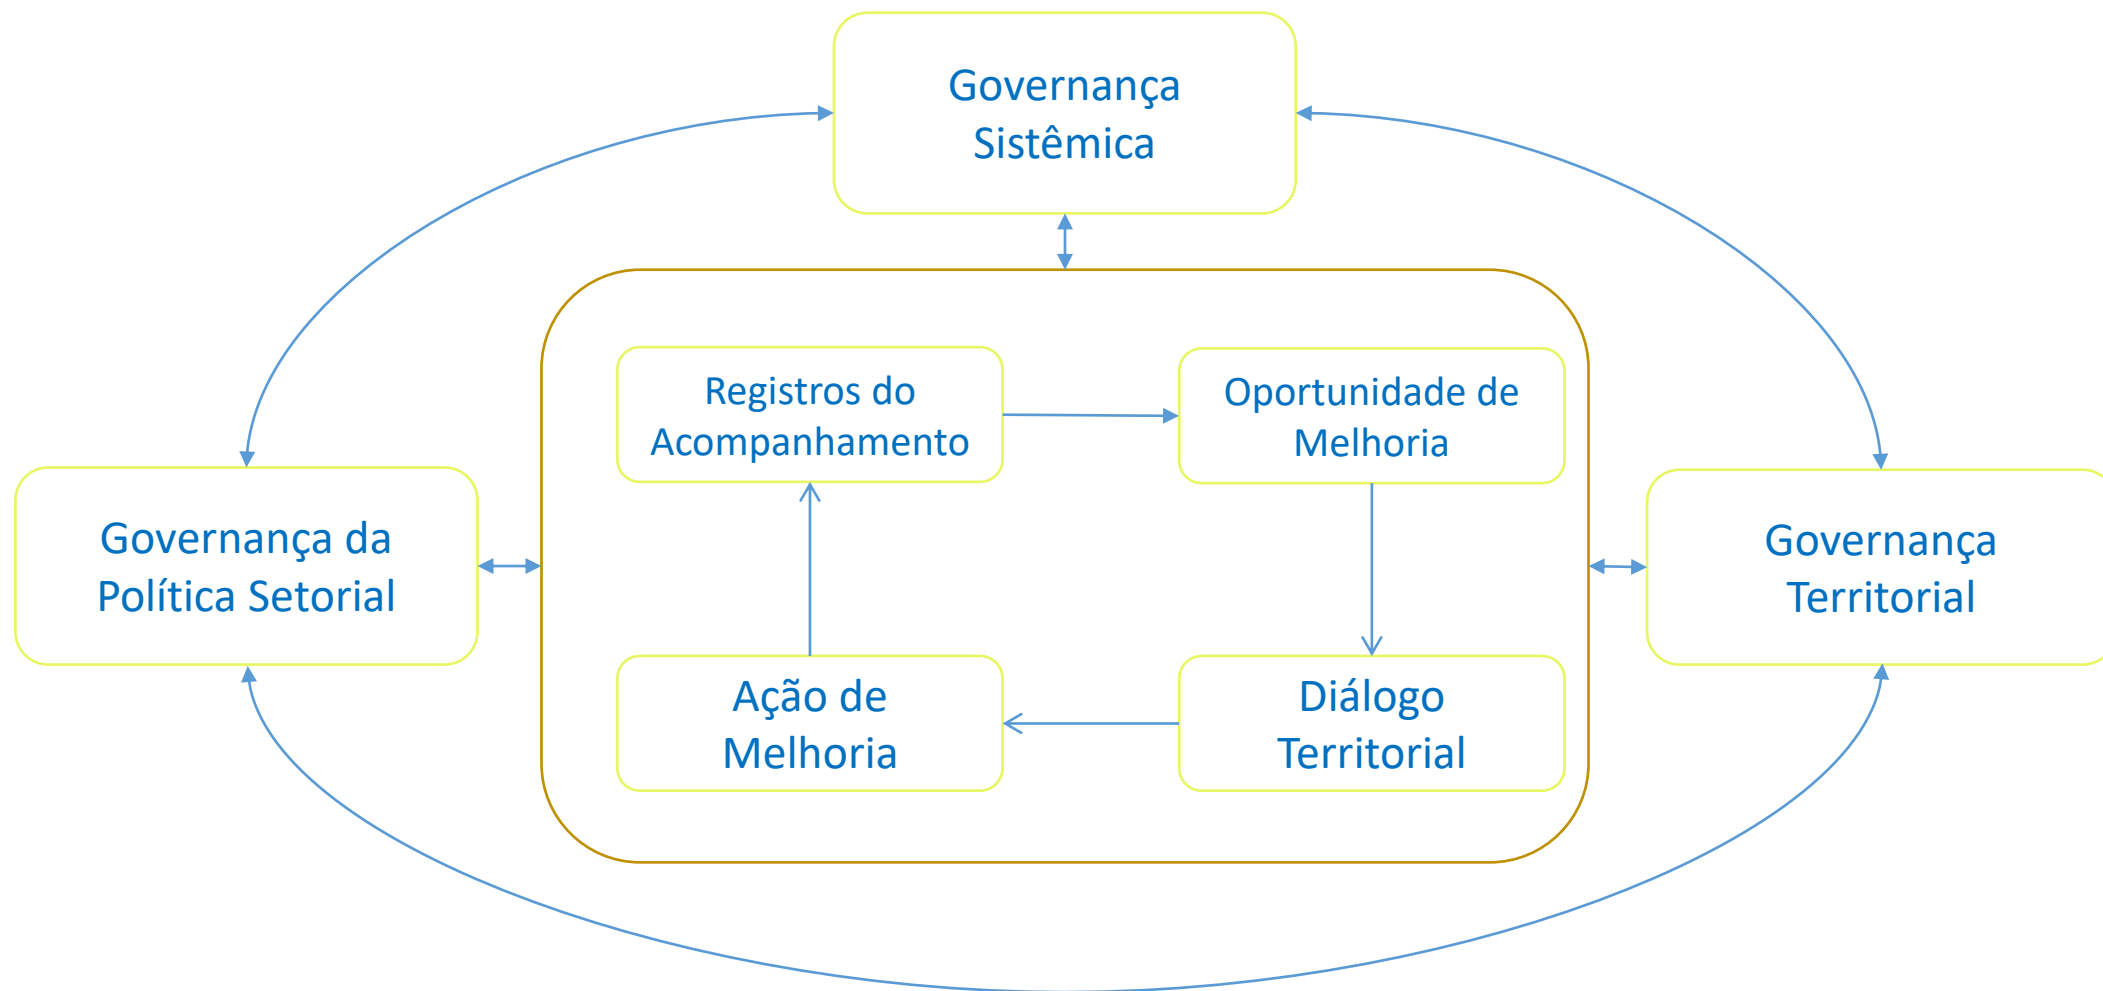 Governança
Sistêmica
Registros do
Acompanhamento
Oportunidade de
Melhoria
Governança da
Política Setorial
Governança
Territorial
Ação de
Melhoria
Diálogo
Territorial